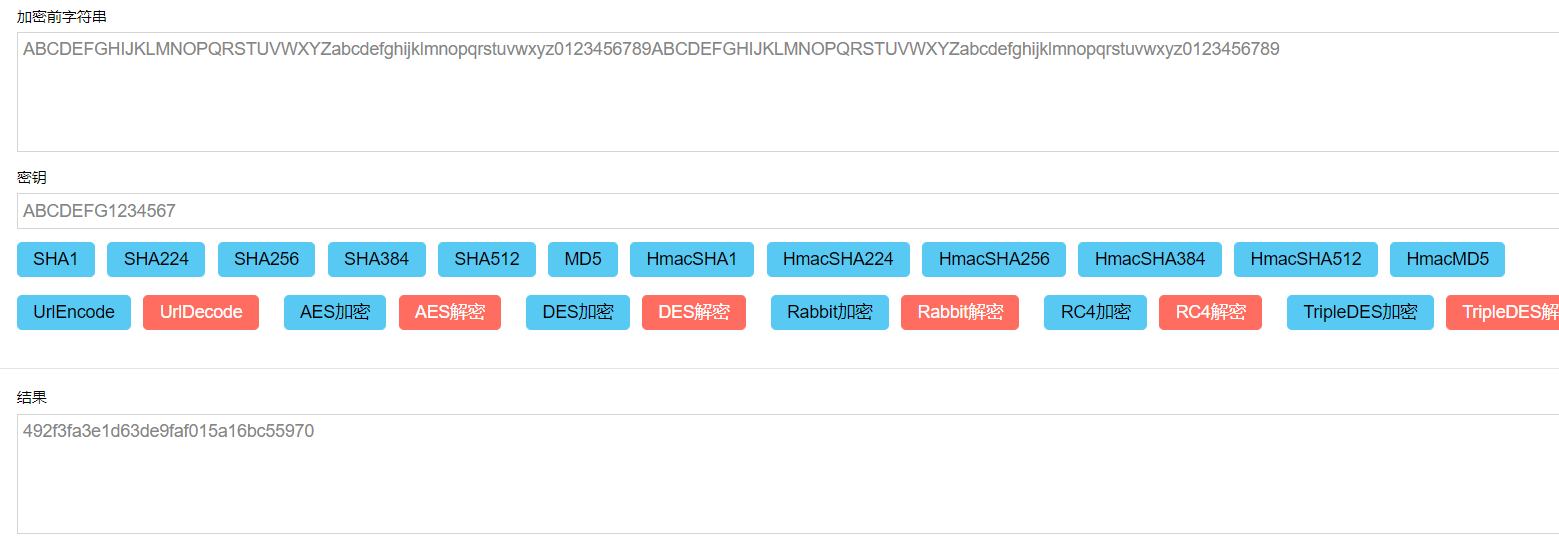 加密前字符串
ABCDEFGHIJKLMNOPQRSTUVWXYZabcdefghijklmnopqrstuvwxyz0123456789ABCDEFGHIJKLMNOPQRSTUVWXYZabcdefghijklmnopqrstuvwxyz0123456789
密钥
ABCDEFG1234567
SHA1 SHA224 SHA256 SHA384 SHA512 MD5 HmacSHA1 HmacSHA224 HmacSHA256 HmacSHA384 HmacSHA512 HmacMD5
UrlEncode UrlDecode AES加密 AES解密 DES加密 DES解密 Rabbit加密 Rabbit解密 RC4加密 RC4解密 TripleDES加密 TripleDES解
结果
492f3fa3e1d63de9faf015a16bc55970